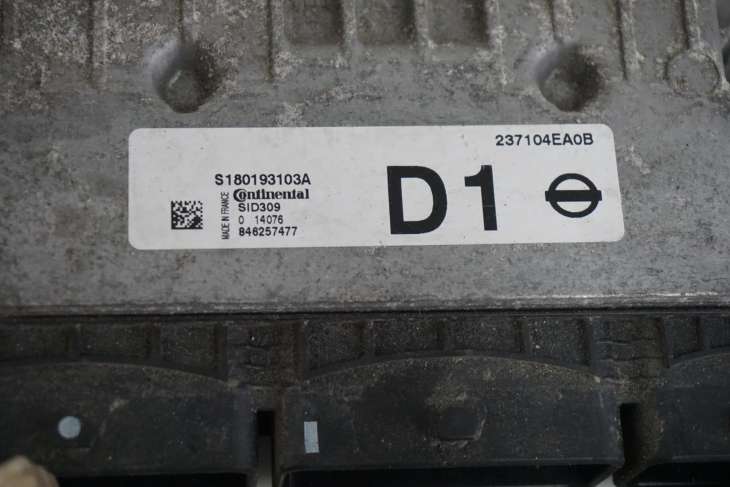 237104EA0B
S180193103A
MADE IN FRANCE
Continental
SID309
0 14076
846257477
D1